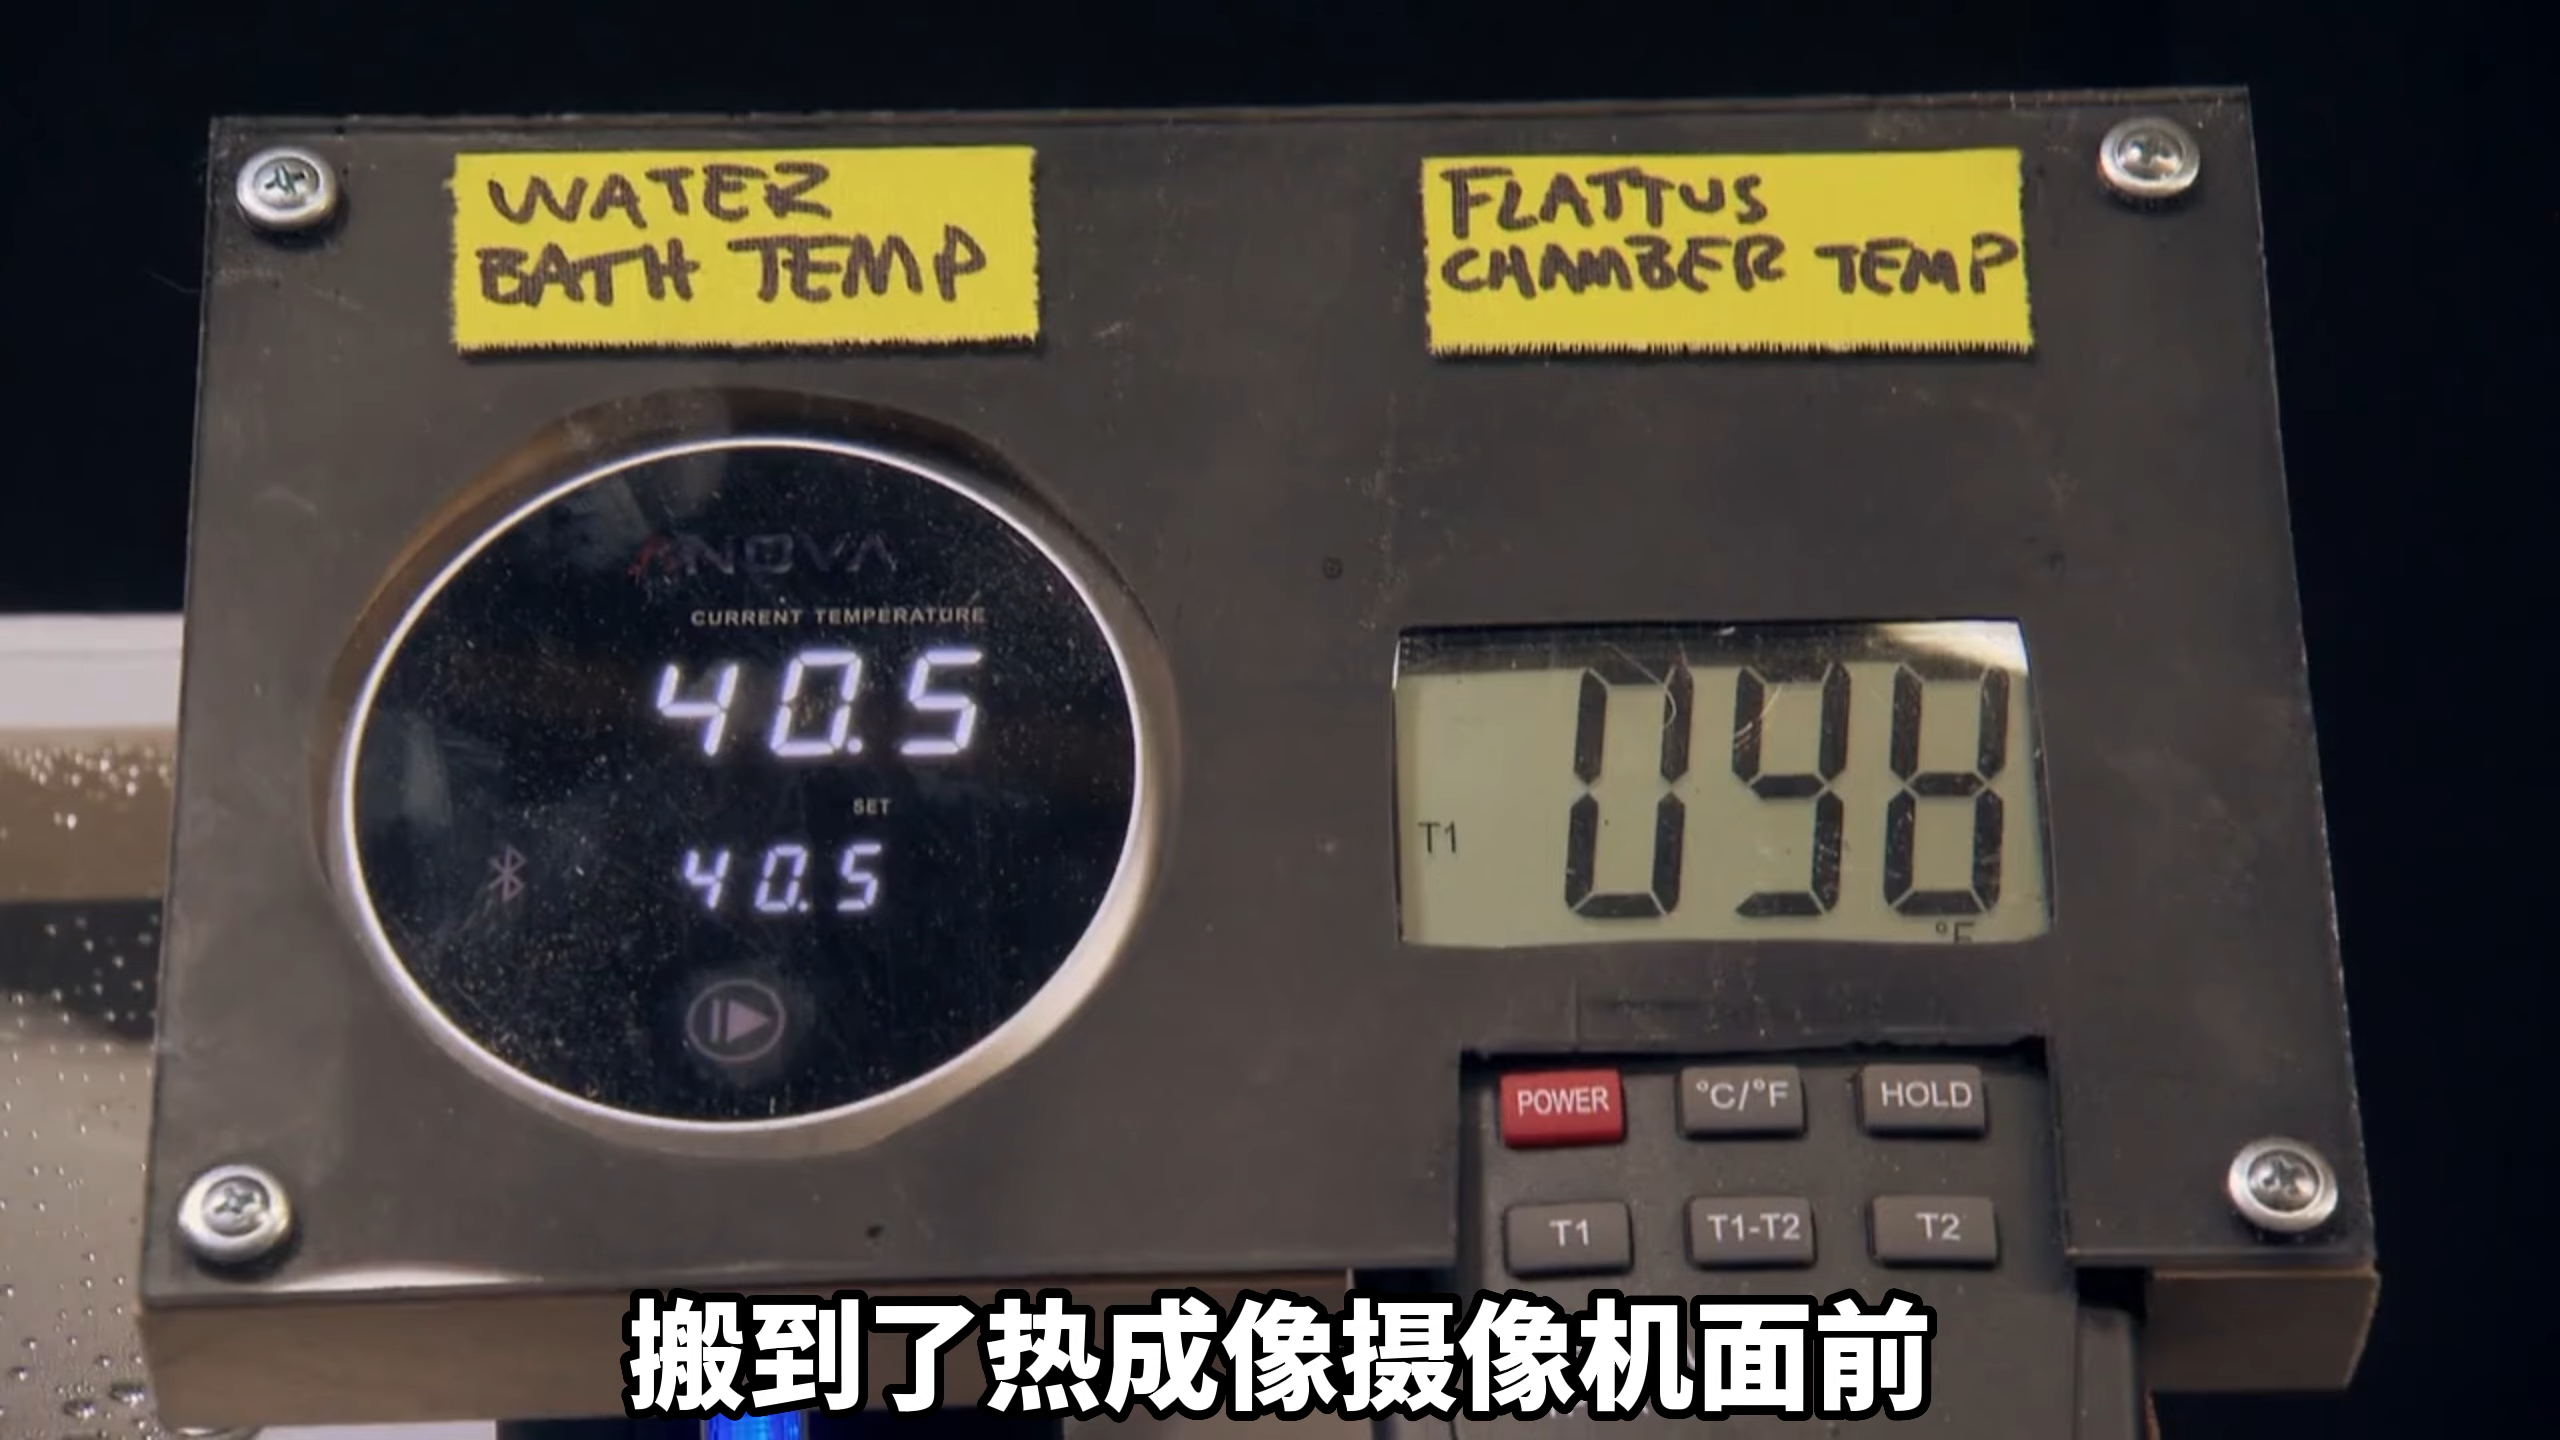 WATER
BATH TEMP
FLATTUS
CHAMBER TEMP
ANOVA
CURRENT TEMPERATURE
40.5
SET
40.5
T1
098
°F
POWER
°C/°F
HOLD
T1
T1-T2
T2
搬到了热成像摄像机面前